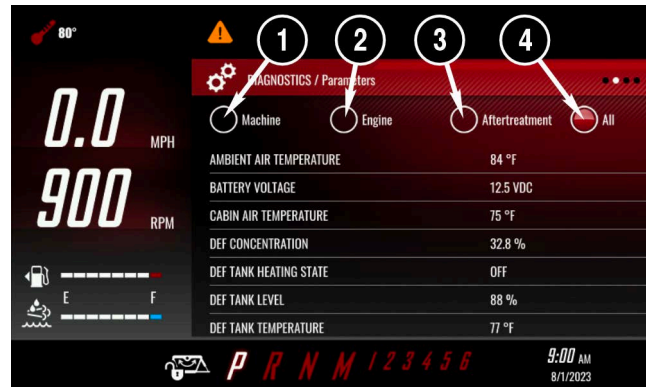 80°
1 2 3 4
DIAGNOSTICS / Parameters
Machine Engine Aftertreatment All
0.0 MPH
900 RPM
AMBIENT AIR TEMPERATURE 84 °F
BATTERY VOLTAGE 12.5 VDC
CABIN AIR TEMPERATURE 75 °F
DEF CONCENTRATION 32.8 %
DEF TANK HEATING STATE OFF
DEF TANK LEVEL 88 %
DEF TANK TEMPERATURE 77 °F
E F
P R N M 1 2 3 4 5 6
9:00 AM
8/1/2023